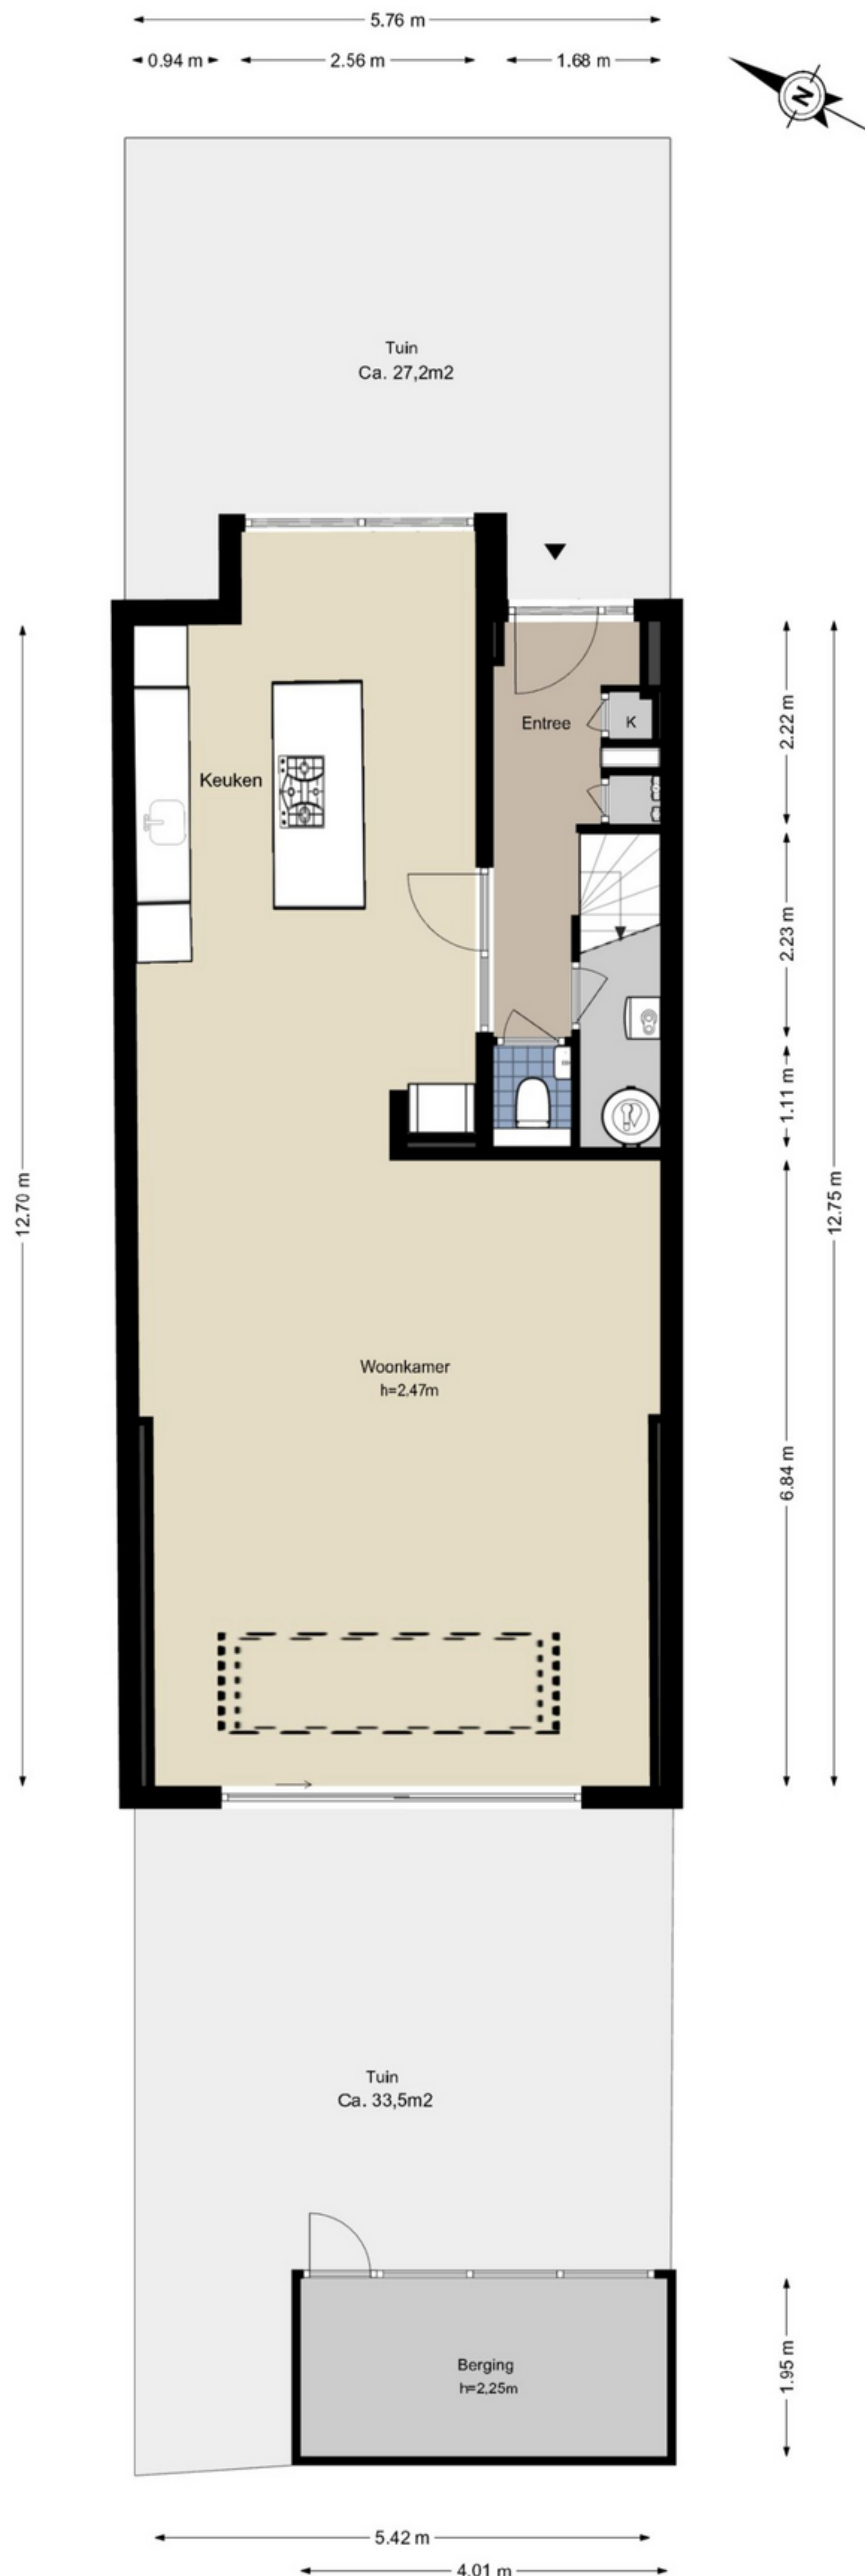 5.76 m
0.94 m
2.56 m
1.68 m
N
Tuin
Ca. 27,2m2
Entree
K
2.22 m
Keuken
2.23 m
1.11 m
12.70 m
12.75 m
Woonkamer
h=2,47m
6.84 m
Tuin
Ca. 33,5m2
Berging
h=2,25m
1.95 m
5.42 m
4.01 m